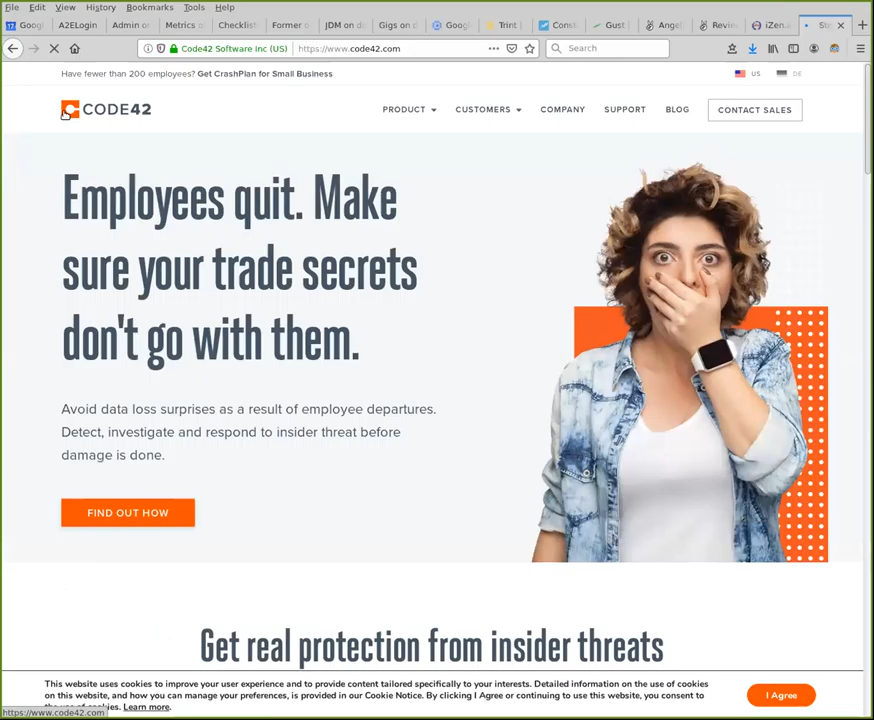 File Edit View History Bookmarks Tools Help
Googl A2ELogin Admin or Metrics o Checklist Former o JDM on d Gigs on d Googl Trint | Const Gust | Angel Review iZen.a
Code42 Software Inc (US) https://www.code42.com Search
Have fewer than 200 employees? Get CrashPlan for Small Business US DE
CODE42 PRODUCT CUSTOMERS COMPANY SUPPORT BLOG CONTACT SALES
Employees quit. Make
sure your trade secrets
don't go with them.
Avoid data loss surprises as a result of employee departures.
Detect, investigate and respond to insider threat before
damage is done.
FIND OUT HOW
Get real protection from insider threats
This website uses cookies to improve your user experience and to provide content tailored specifically to your interests. Detailed information on the use of cookies
on this website, and how you can manage your preferences, is provided in our Cookie Notice. By clicking I Agree or continuing to use this website, you consent to
the use of cookies. Learn more.
I Agree
https://www.code42.com